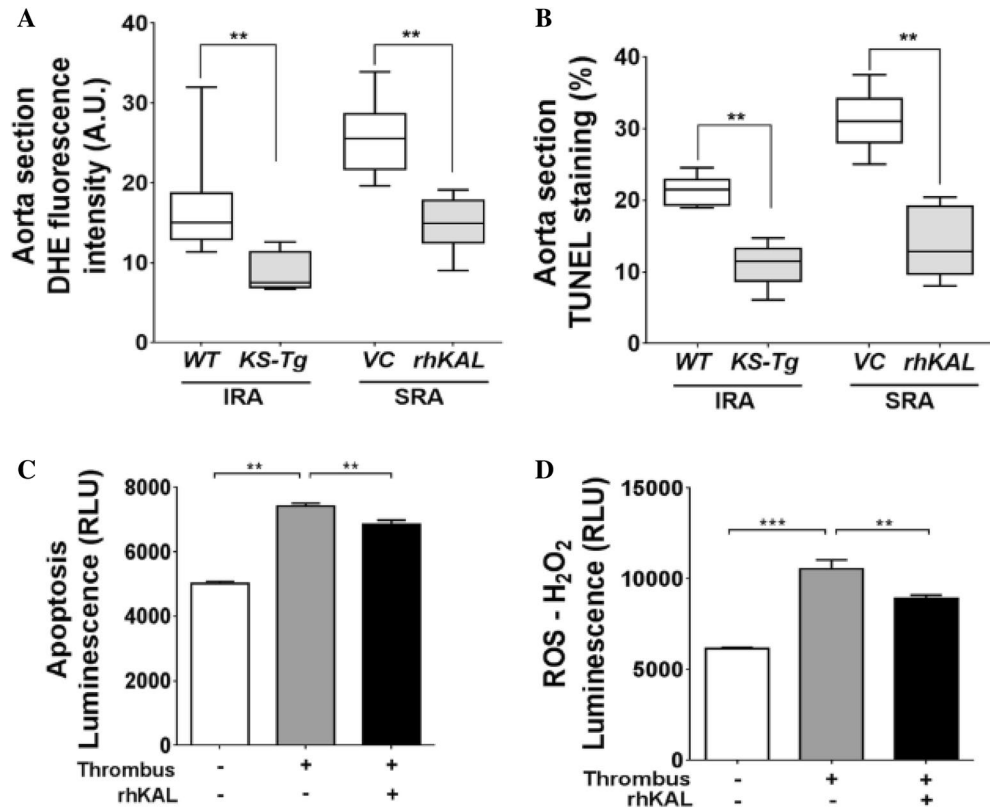 A
Aorta section
DHE fluorescence
intensity (A.U.)
40
30
20
10
0
**
**
WT KS-Tg VC rhKAL
IRA SRA
B
Aorta section
TUNEL staining (%)
40
30
20
10
0
**
**
WT KS-Tg VC rhKAL
IRA SRA
C
Apoptosis
Luminescence (RLU)
8000
6000
4000
2000
0
** **
Thrombus - + +
rhKAL - - +
D
ROS - H₂O₂
Luminescence (RLU)
15000
10000
5000
0
*** **
Thrombus - + +
rhKAL - - +